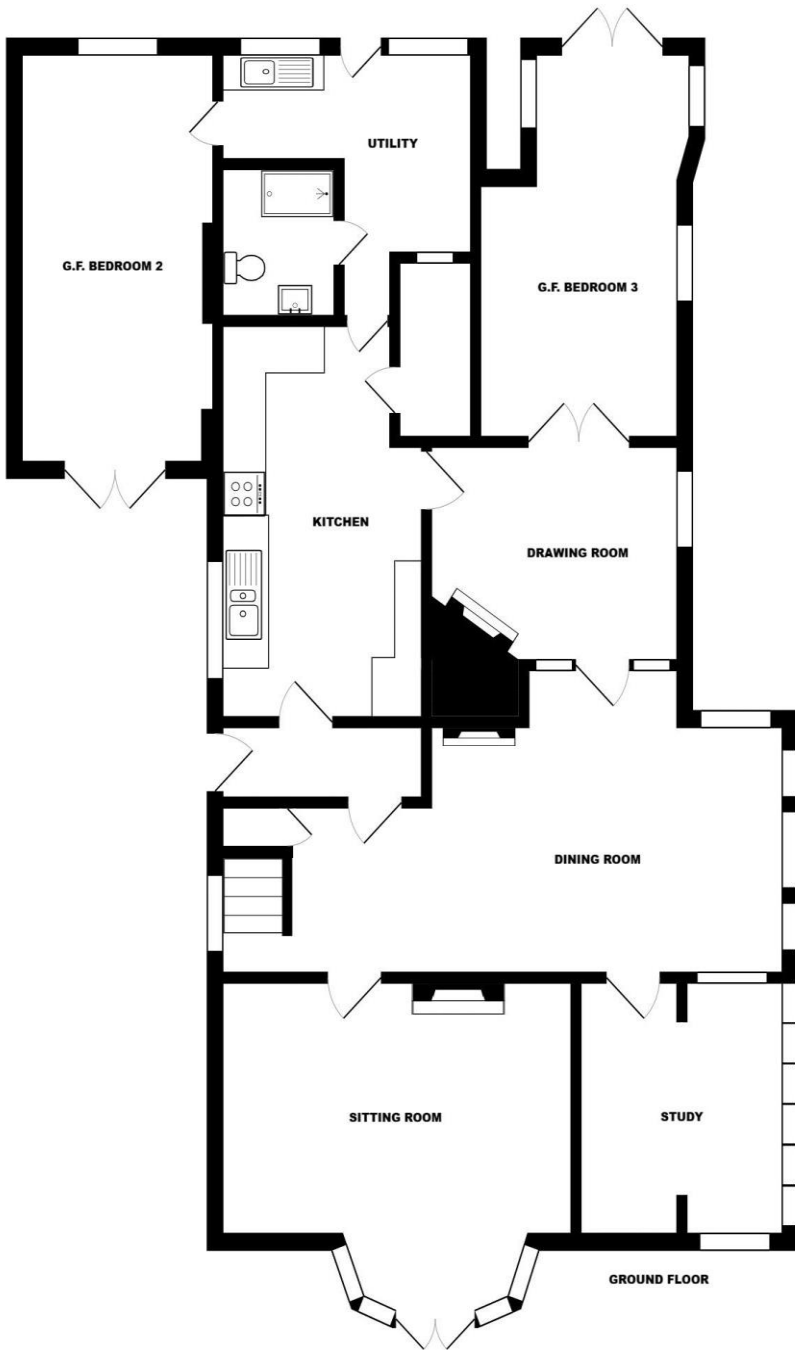 UTILITY
G.F. BEDROOM 2
G.F. BEDROOM 3
KITCHEN
DRAWING ROOM
DINING ROOM
SITTING ROOM
STUDY
GROUND FLOOR